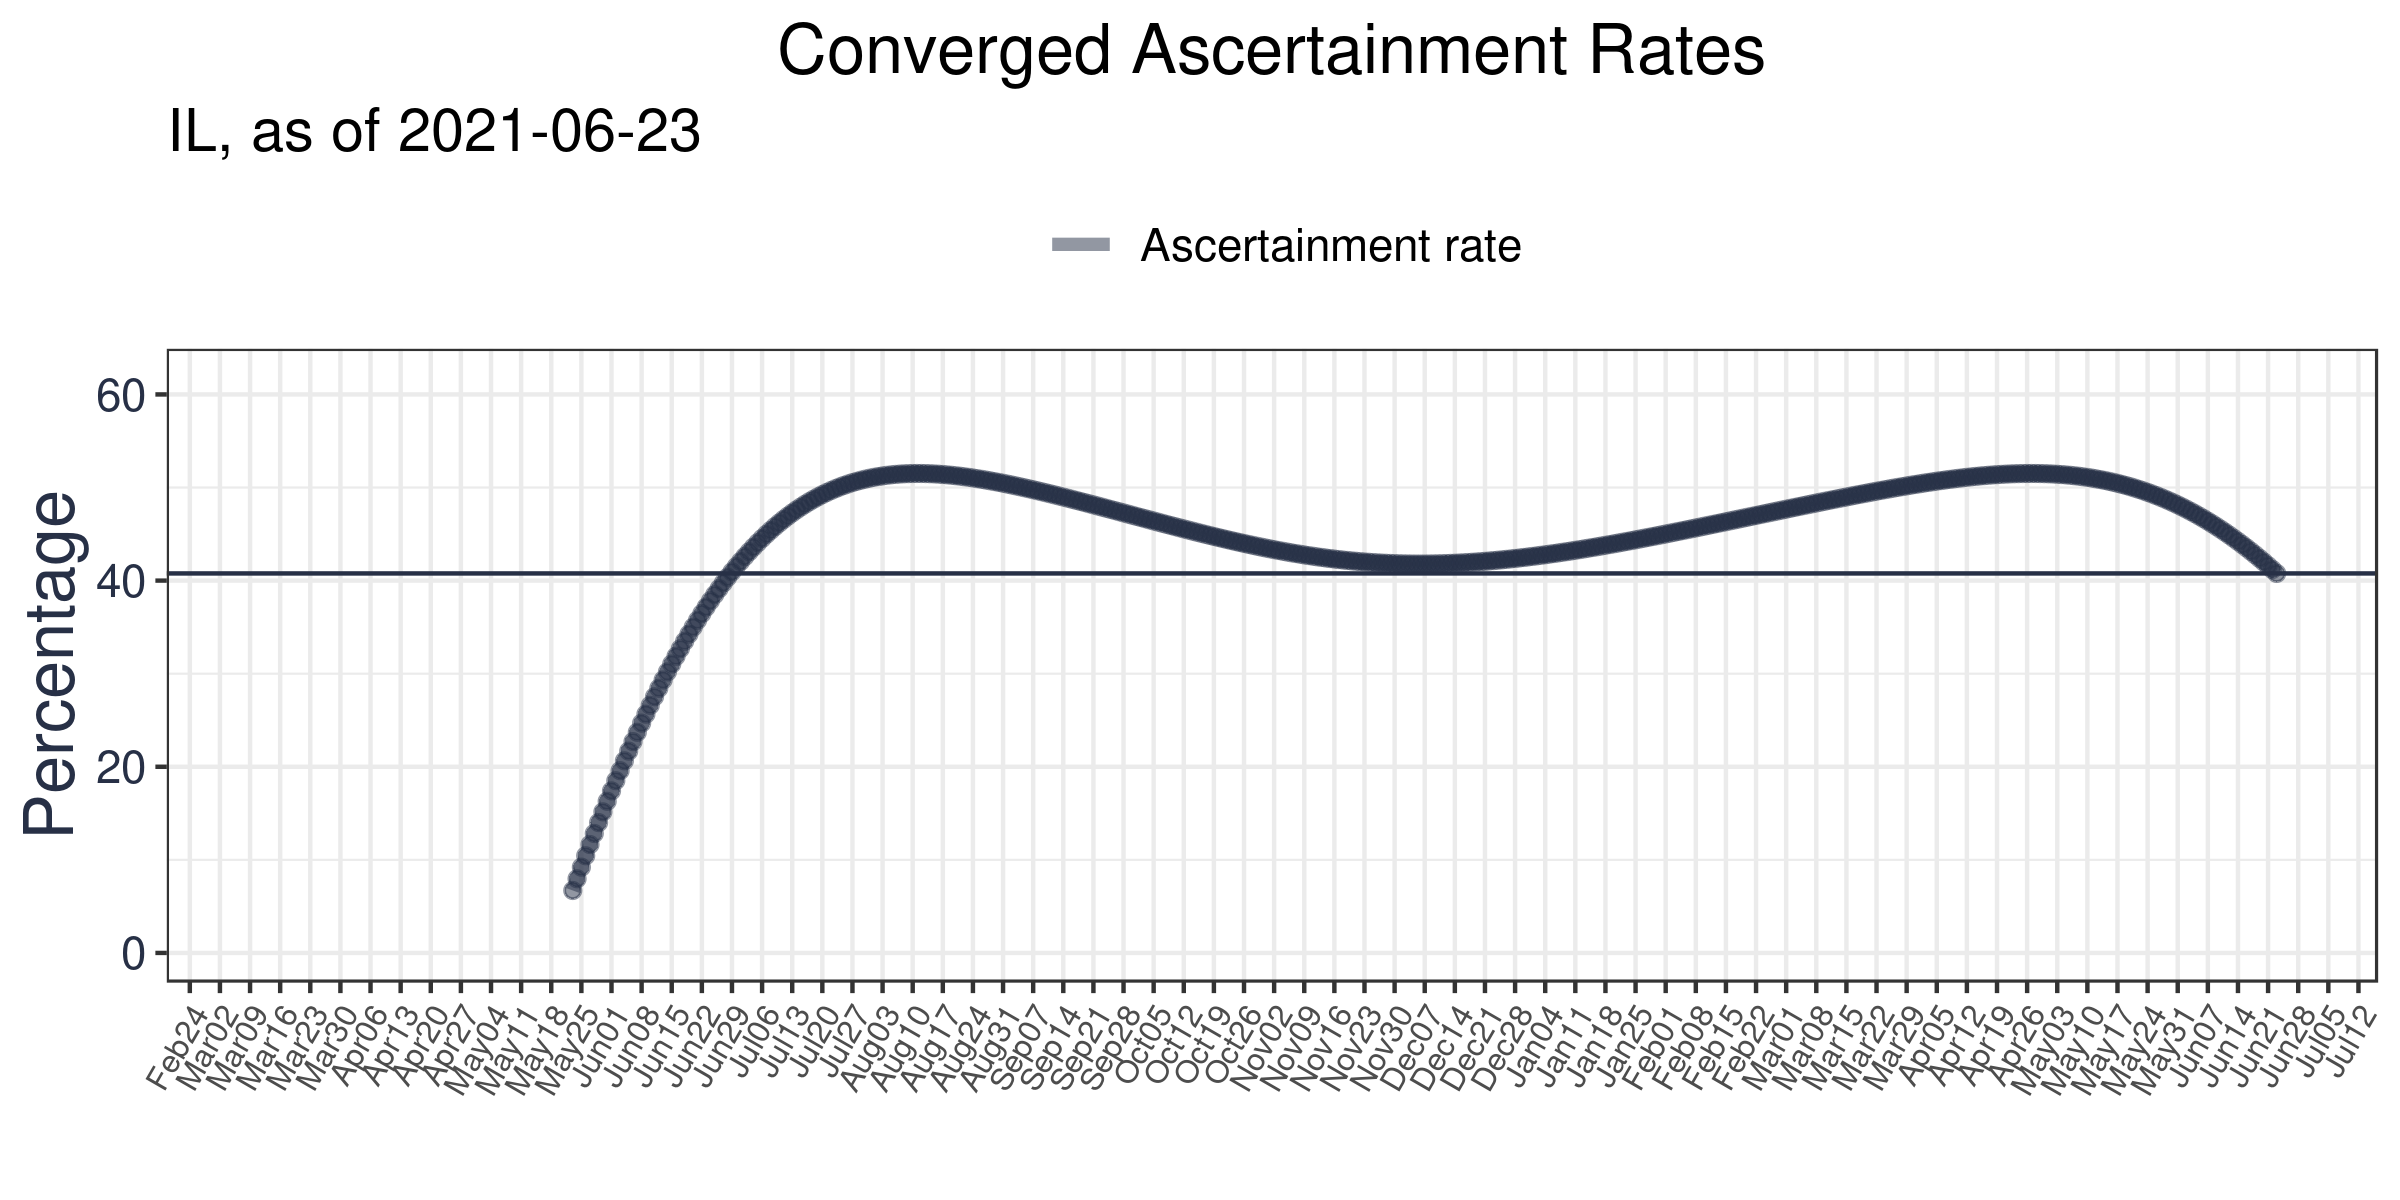 Converged Ascertainment Rates
IL, as of 2021-06-23
Ascertainment rate
Percentage
60
40
20
0
Feb24 Mar02 Mar09 Mar16 Mar23 Mar30 Apr06 Apr13 Apr20 Apr27 May04 May11 May18 May25 Jun01 Jun08 Jun15 Jun22 Jun29 Jul06 Jul13 Jul20 Jul27 Aug03 Aug10 Aug17 Aug24 Aug31 Sep07 Sep14 Sep21 Sep28 Oct05 Oct12 Oct19 Oct26 Nov02 Nov09 Nov16 Nov23 Nov30 Dec07 Dec14 Dec21 Dec28 Jan04 Jan11 Jan18 Jan25 Feb01 Feb08 Feb15 Feb22 Mar01 Mar08 Mar15 Mar22 Mar29 Apr05 Apr12 Apr19 Apr26 May03 May10 May17 May24 May31 Jun07 Jun14 Jun21 Jun28 Jul05 Jul12